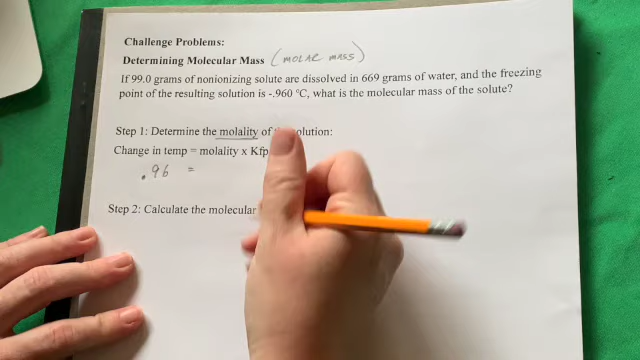 Challenge Problems:
Determining Molecular Mass (MOLAR MASS)
If 99.0 grams of nonionizing solute are dissolved in 669 grams of water, and the freezing
point of the resulting solution is -.960 °C, what is the molecular mass of the solute?
Step 1: Determine the molality of solution:
Change in temp = molality x Kfp
.96 =
Step 2: Calculate the molecular